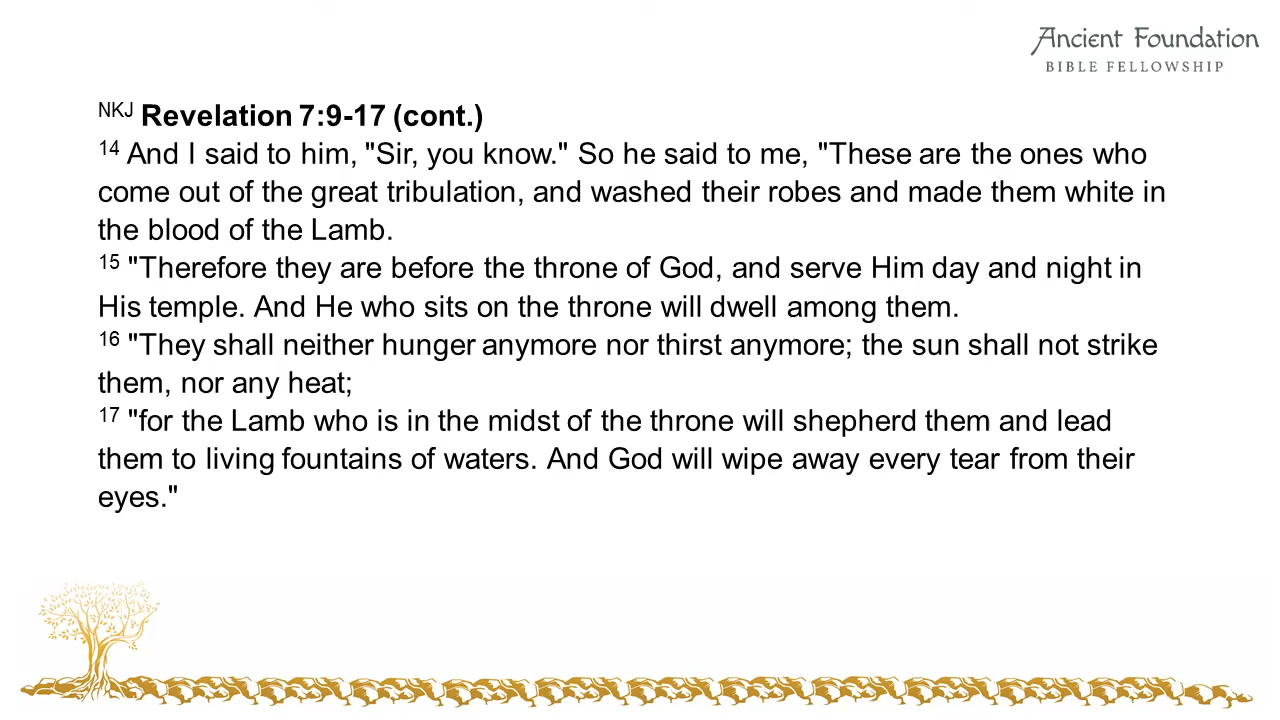 Ancient Foundation
BIBLE FELLOWSHIP
NKJ Revelation 7:9-17 (cont.)
14 And I said to him, "Sir, you know." So he said to me, "These are the ones who
come out of the great tribulation, and washed their robes and made them white in
the blood of the Lamb.
15 "Therefore they are before the throne of God, and serve Him day and night in
His temple. And He who sits on the throne will dwell among them.
16 "They shall neither hunger anymore nor thirst anymore; the sun shall not strike
them, nor any heat;
17 "for the Lamb who is in the midst of the throne will shepherd them and lead
them to living fountains of waters. And God will wipe away every tear from their
eyes."